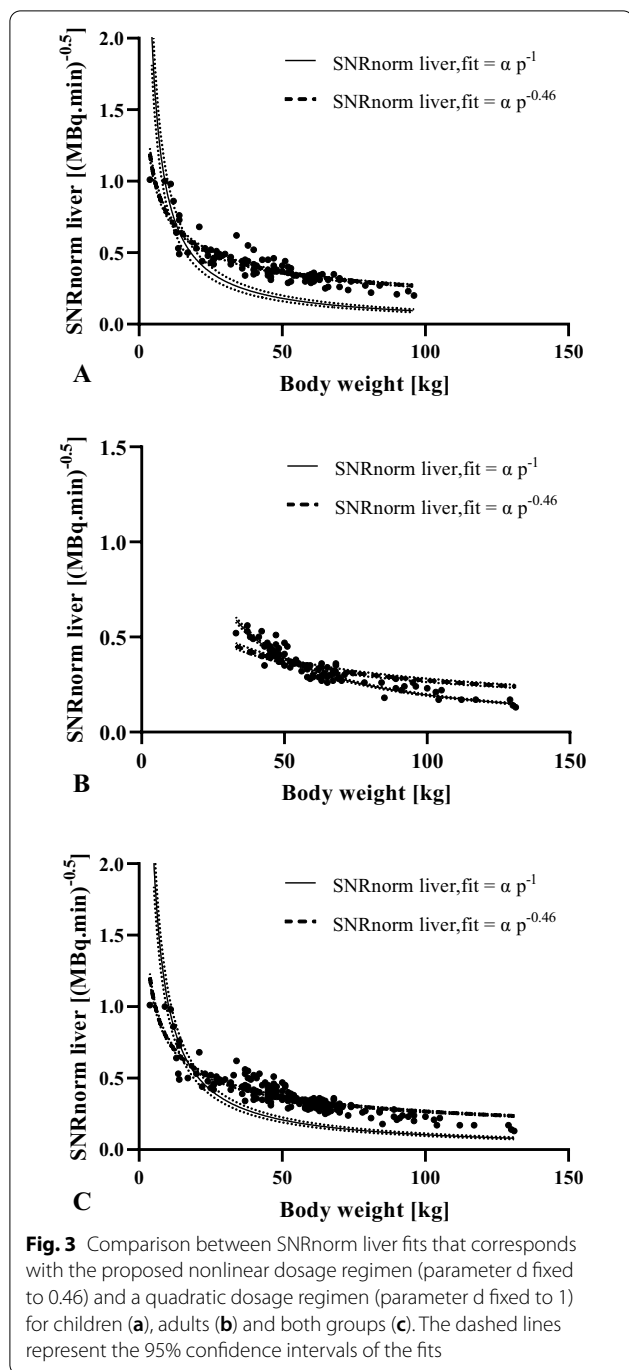 2.0
1.5
1.0
0.5
0.0
SNRnorm liver [(MBq.min)^-0.5]
SNRnorm liver,fit = α p^-1
SNRnorm liver,fit = α p^-0.46
0 50 100 150
A
Body weight [kg]
1.5
1.0
0.5
0.0
SNRnorm liver [(MBq.min)^-0.5]
SNRnorm liver,fit = α p^-1
SNRnorm liver,fit = α p^-0.46
0 50 100 150
B
Body weight [kg]
2.0
1.5
1.0
0.5
0.0
SNRnorm liver [(MBq.min)^-0.5]
SNRnorm liver,fit = α p^-1
SNRnorm liver,fit = α p^-0.46
0 50 100 150
C
Body weight [kg]
Fig. 3 Comparison between SNRnorm liver fits that corresponds
with the proposed nonlinear dosage regimen (parameter d fixed
to 0.46) and a quadratic dosage regimen (parameter d fixed to 1)
for children (a), adults (b) and both groups (c). The dashed lines
represent the 95% confidence intervals of the fits